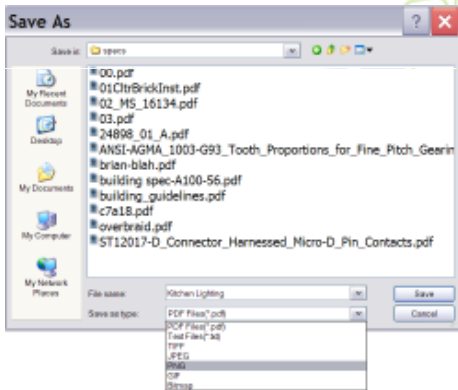 Save As
Save in:
specs
00.pdf
01CltrBrickInst.pdf
02_MS_16134.pdf
03.pdf
24898_01_A.pdf
ANSI-AGMA_1003-G93_Tooth_Proportions_for_Fine_Pitch_Gearin
brian-blah.pdf
building spec-A100-56.pdf
building_guidelines.pdf
c7a18.pdf
overbraid.pdf
ST12017-D_Connector_Harnessed_Micro-D_Pin_Contacts.pdf
My Recent
Documents
Desktop
My Documents
My Computer
My Network
Places
File name:
Kitchen Lighting
Save
Save as type:
PDF Files(*.pdf)
Cancel
PDF Files(*.pdf)
Text Files(*.txt)
TIFF
JPEG
PNG
GIF
Bitmap